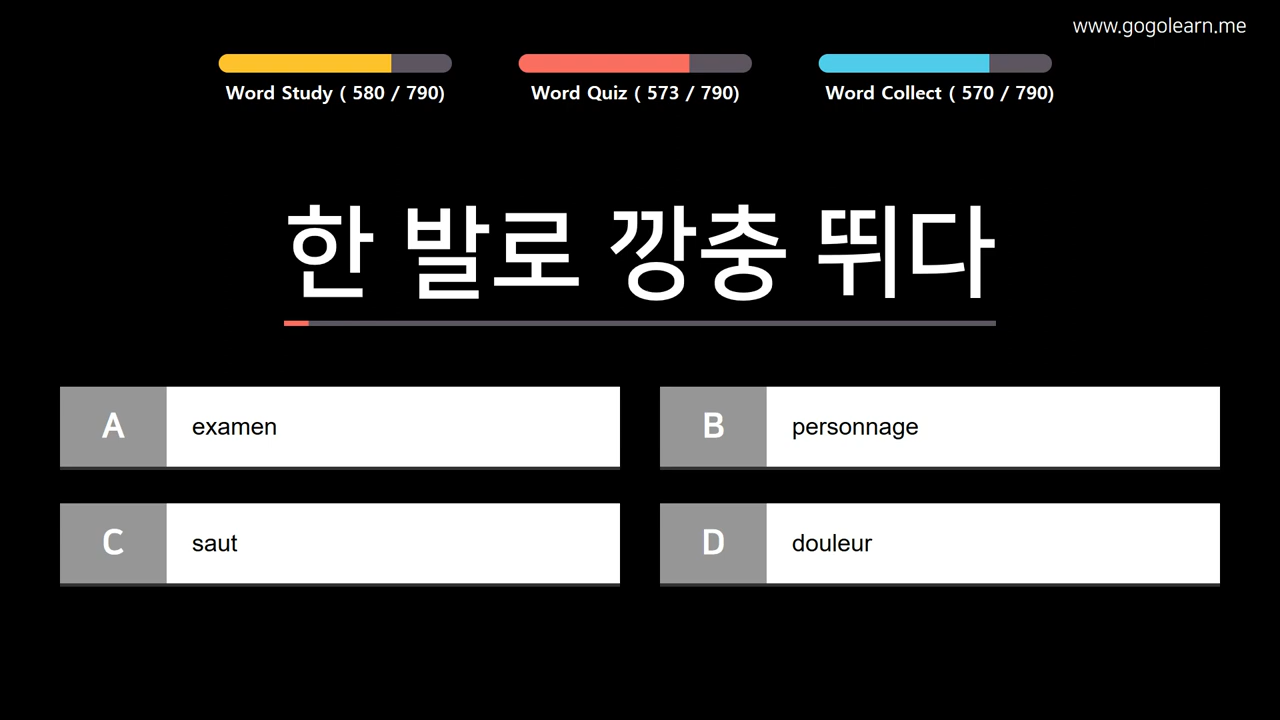 www.gogolearn.me
Word Study ( 580 / 790)
Word Quiz ( 573 / 790)
Word Collect ( 570 / 790)
한 발로 깡충 뛰다
A
examen
B
personnage
C
saut
D
douleur